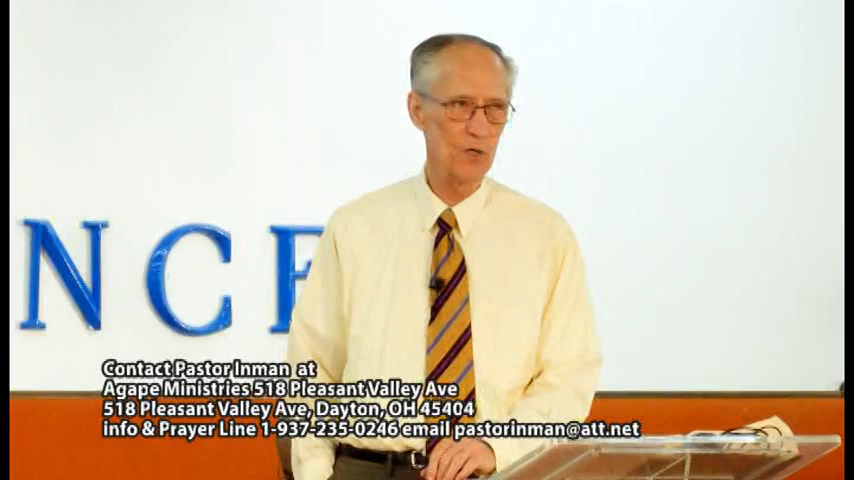 NCE
Contact Pastor Inman at
Agape Ministries 518 Pleasant Valley Ave
518 Pleasant Valley Ave, Dayton, OH 45404
info & Prayer Line 1-937-235-0246 email pastorinman@att.net